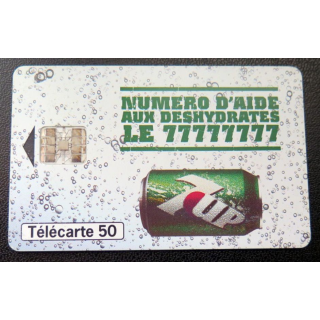 NUMERO D'AIDE
AUX DESHYDRATES
LE 77777777
7UP
Télécarte 50